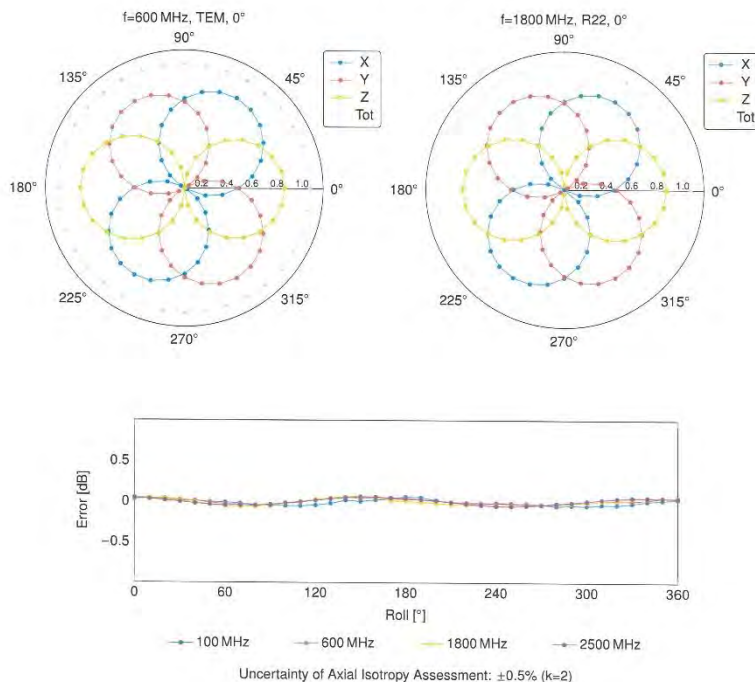 f=600 MHz, TEM, 0°
f=1800 MHz, R22, 0°
90°
135°
45°
180°
0.2 0.4 0.6 0.8 1.0
0°
225°
315°
270°
X
Y
Z
Tot
90°
135°
45°
180°
0.2 0.4 0.6 0.8 1.0
0°
225°
315°
270°
X
Y
Z
Tot
Error [dB]
0.5
0
−0.5
0 60 120 180 240 300 360
Roll [°]
100 MHz 600 MHz 1800 MHz 2500 MHz
Uncertainty of Axial Isotropy Assessment: ±0.5% (k=2)